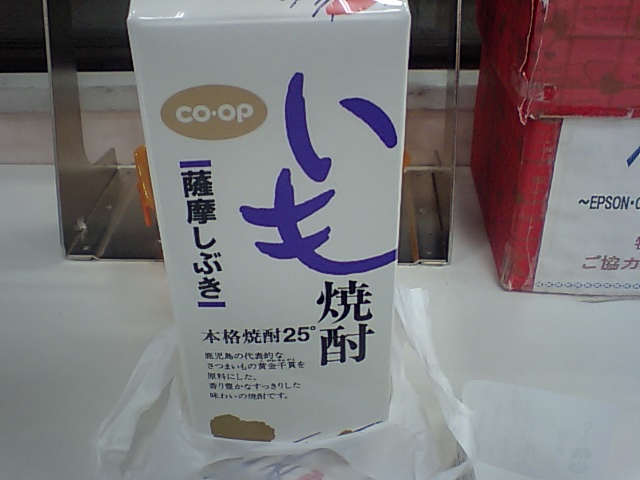 CO·OP
いも
焼酎
薩摩しぶき
本格焼酎25°
鹿児島の代表的な
さつまいもの黄金千貫を
原料にした、
香り豊かなすっきりした
味わいの焼酎です。
~EPSON·C
ご協力